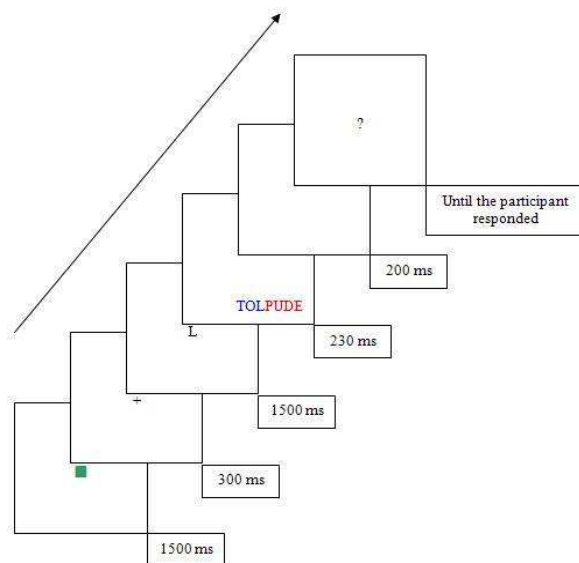 ?
Until the participant
responded
200 ms
TOLPUDE
230 ms
L
1500 ms
+
300 ms
1500 ms